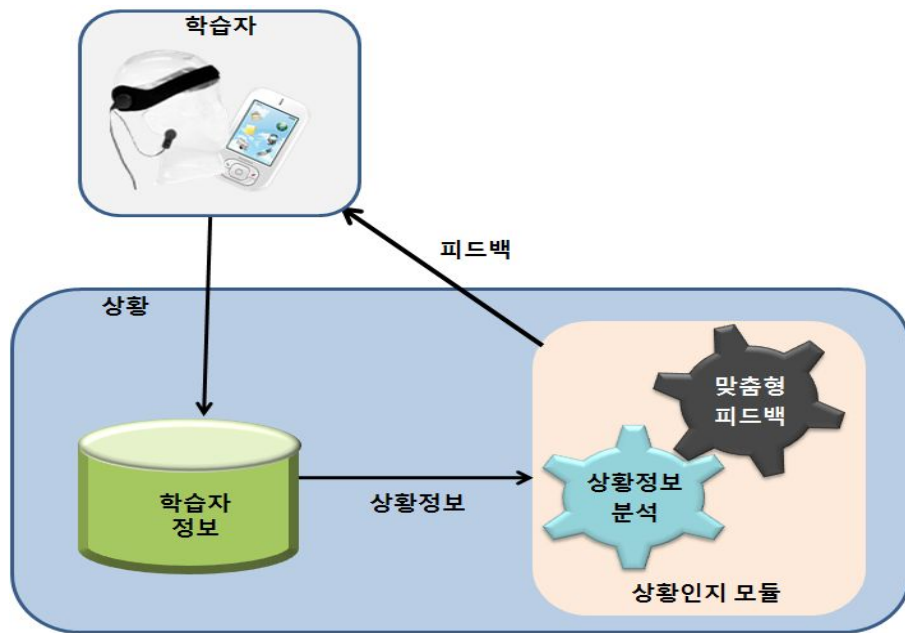 학습자
피드백
상황
맞춤형
피드백
학습자
정보
상황정보
상황정보
분석
상황인지 모듈